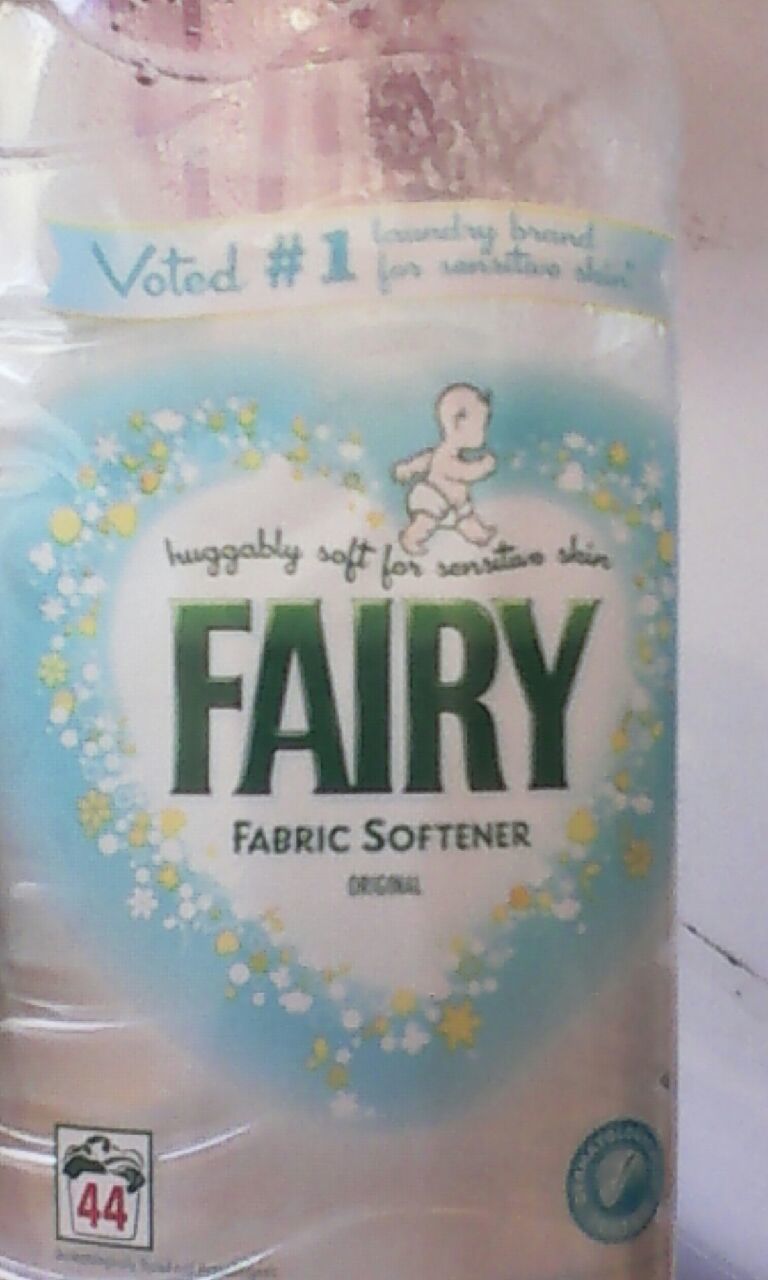 Voted #1 laundry brand
for sensitive skin*
huggably soft for sensitive skin
FAIRY
FABRIC SOFTENER
ORIGINAL
44